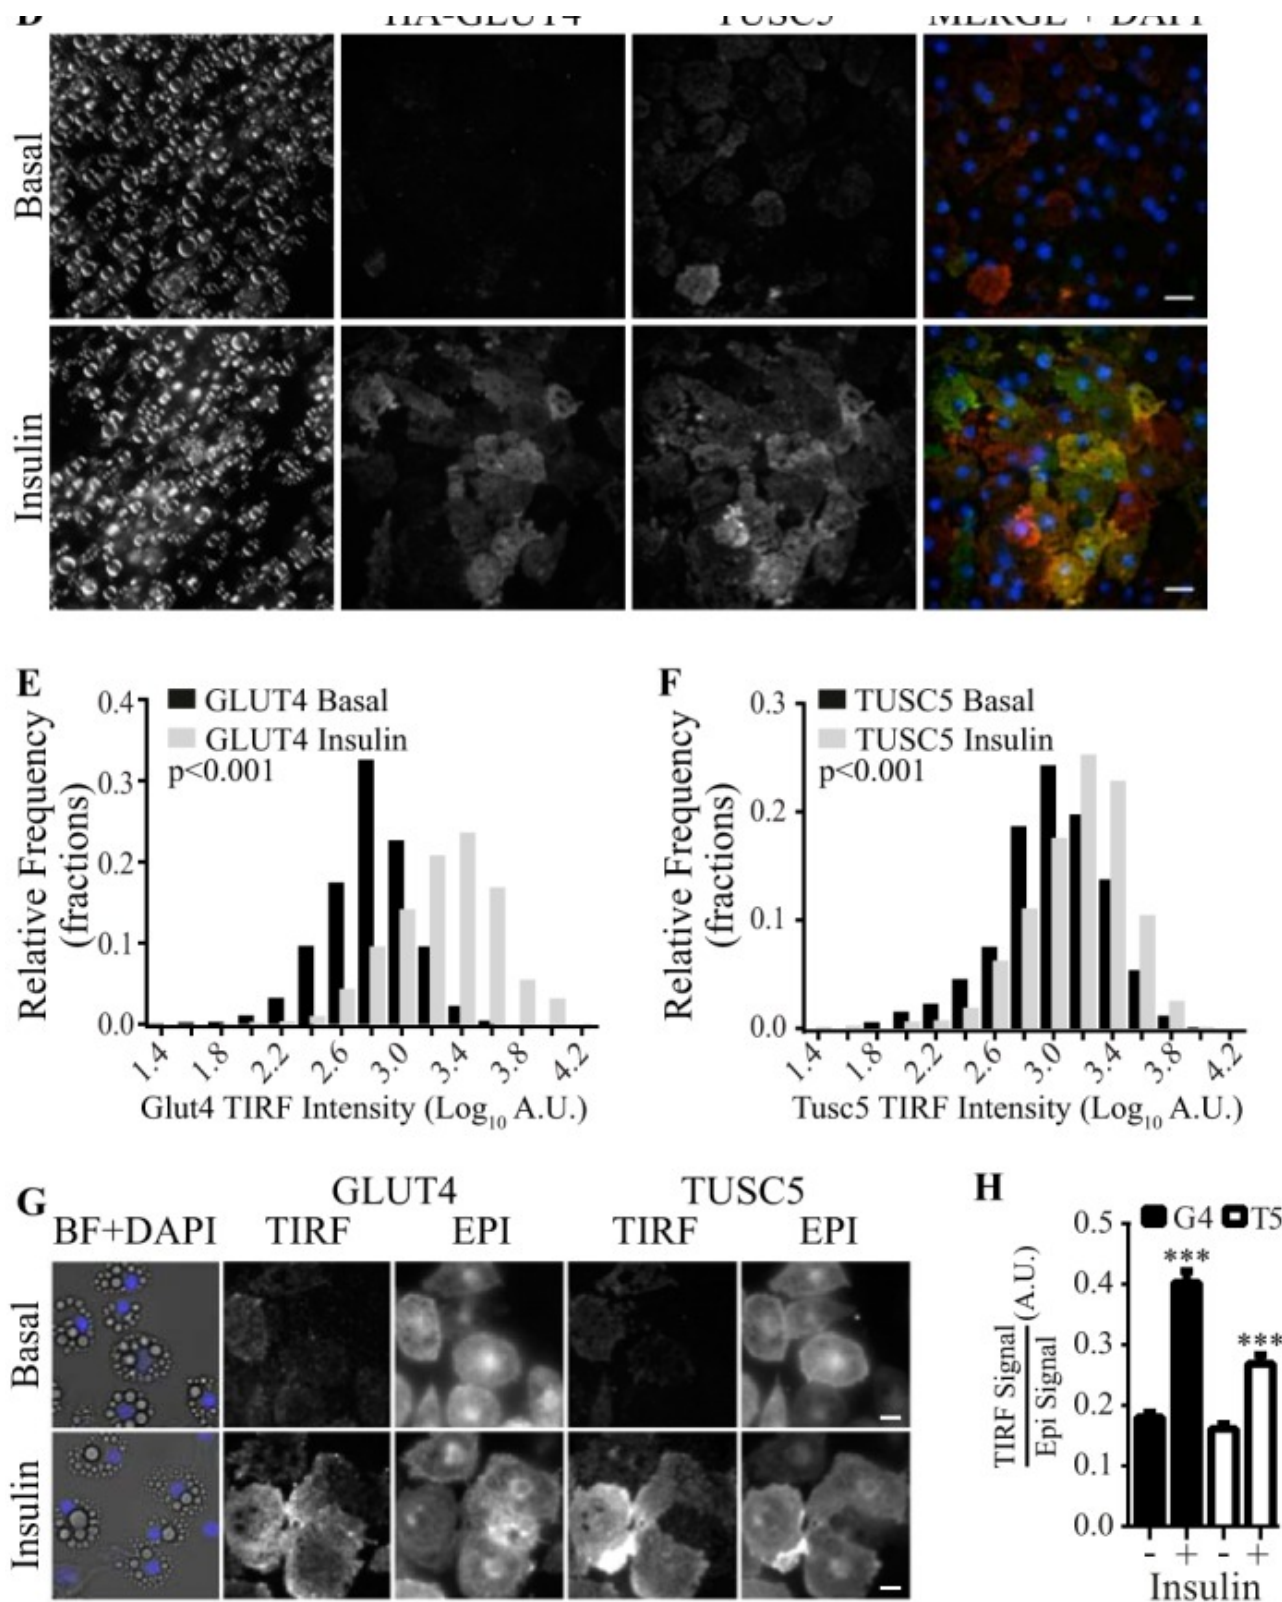 D HA-GLUT4 TUSC5 MERGE + DAPI
Basal
Insulin
E
GLUT4 Basal
GLUT4 Insulin
p<0.001
Relative Frequency
(fractions)
0.4
0.3
0.2
0.1
0.0
1.4 1.8 2.2 2.6 3.0 3.4 3.8 4.2
Glut4 TIRF Intensity (Log10 A.U.)
F
TUSC5 Basal
TUSC5 Insulin
p<0.001
Relative Frequency
(fractions)
0.3
0.2
0.1
0.0
1.4 1.8 2.2 2.6 3.0 3.4 3.8 4.2
Tusc5 TIRF Intensity (Log10 A.U.)
G
GLUT4 TUSC5
BF+DAPI TIRF EPI TIRF EPI
Basal
Insulin
H
G4 T5
TIRF Signal
Epi Signal
(A.U.)
0.5
0.4
0.3
0.2
0.1
0.0
*** ***
- + - +
Insulin